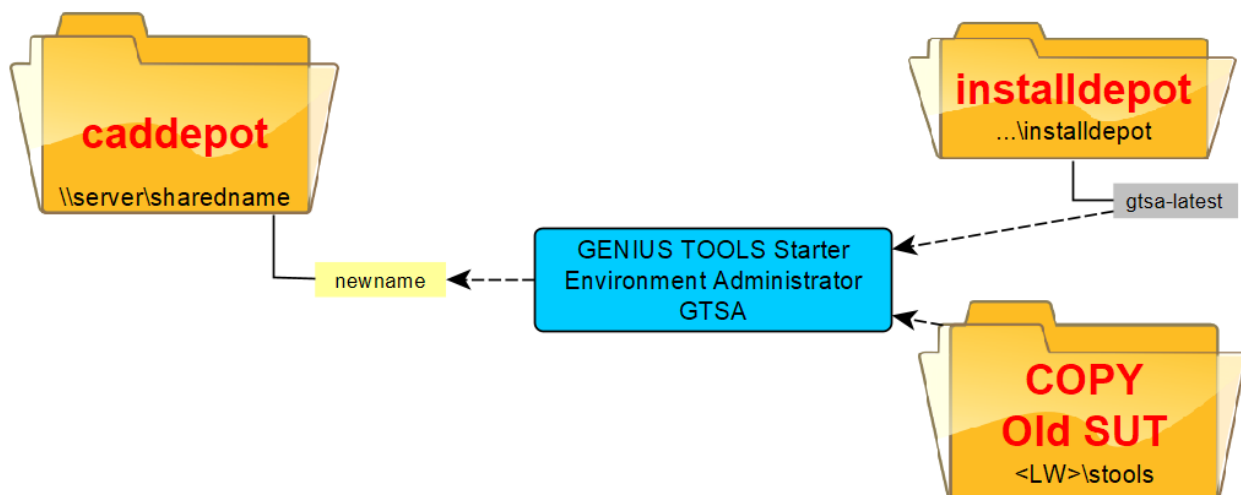 caddepot
\\server\sharedname
newname
GENIUS TOOLS Starter
Environment Administrator
GTSA
installdepot
...\installdepot
gtsa-latest
COPY
Old SUT
<LW>\stools